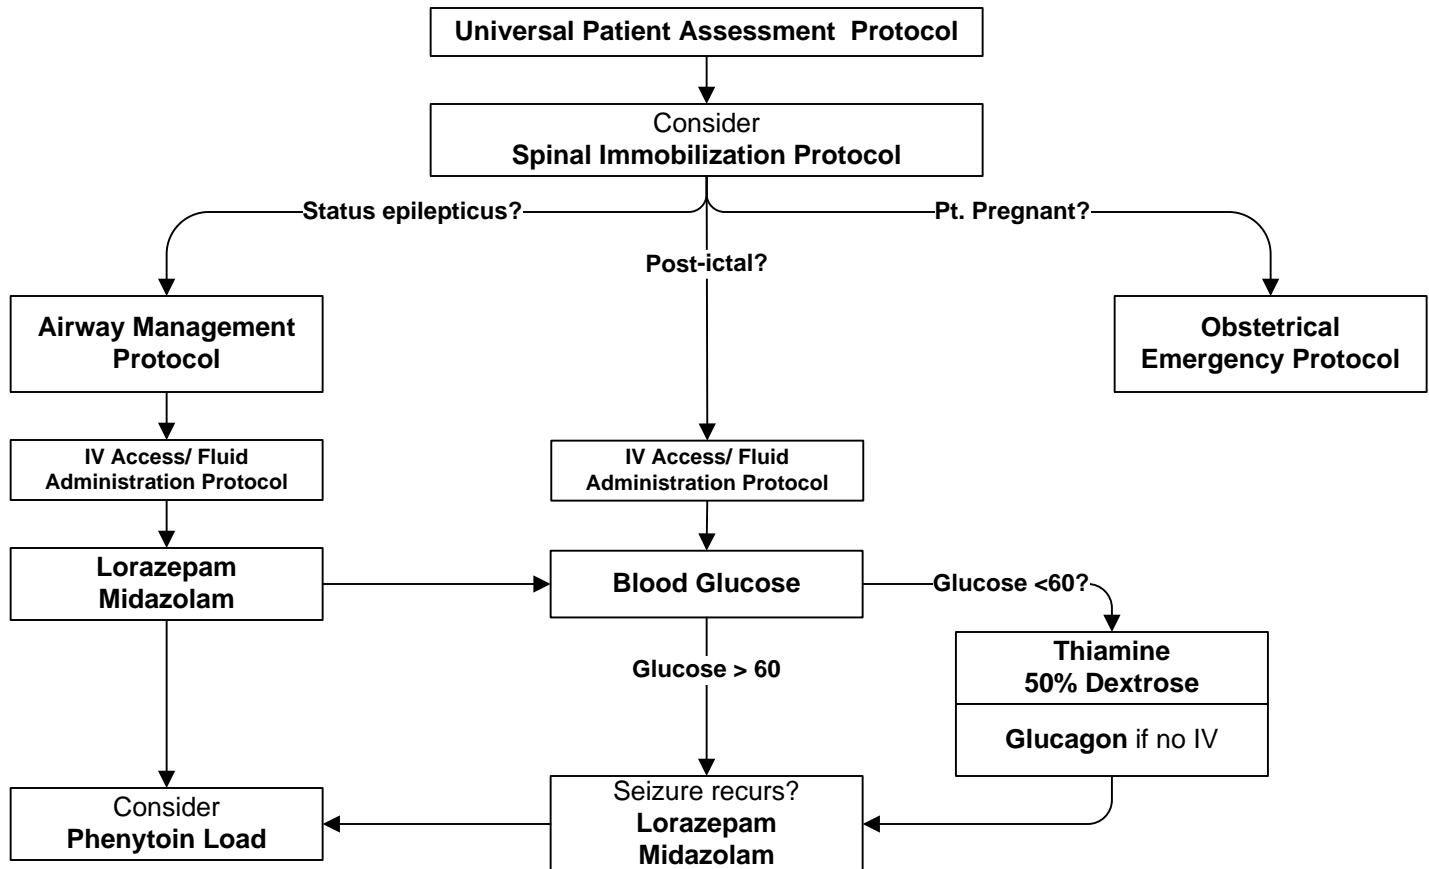 Universal Patient Assessment  Protocol
Consider
Spinal Immobilization Protocol
Status epilepticus?
Pt. Pregnant?
Post-ictal?
Airway Management
Protocol
Obstetrical
Emergency Protocol
IV Access/ Fluid
Administration Protocol
IV Access/ Fluid
Administration Protocol
Lorazepam
Midazolam
Blood Glucose
Glucose <60?
Glucose > 60
Thiamine
50% Dextrose
Glucagon if no IV
Consider
Phenytoin Load
Seizure recurs?
Lorazepam
Midazolam